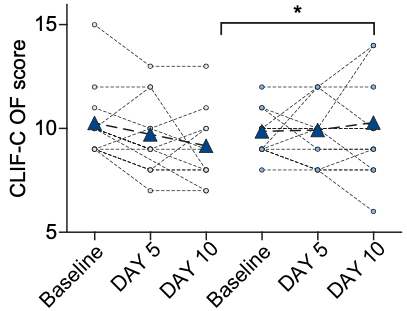 *
15
10
5
CLIF-C OF score
Baseline
DAY 5
DAY 10
Baseline
DAY 5
DAY 10